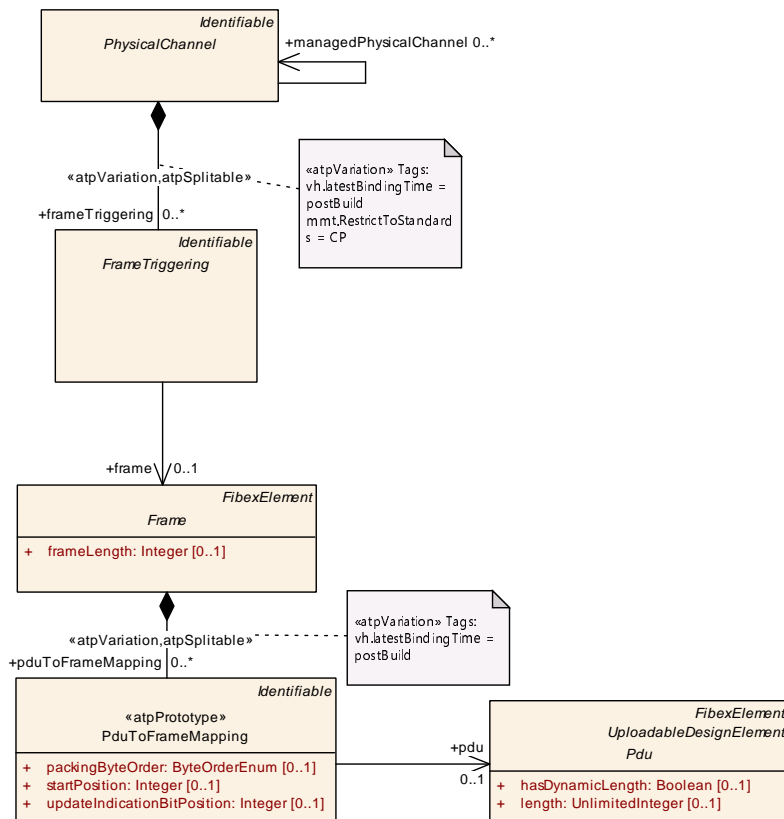 Identifiable
PhysicalChannel
+managedPhysicalChannel 0..*
«atpVariation,atpSplitable»
«atpVariation» Tags:
vh.latestBindingTime =
postBuild
mmt.RestrictToStandard
s = CP
+frameTriggering 0..*
Identifiable
FrameTriggering
+frame 0..1
FibexElement
Frame
+ frameLength: Integer [0..1]
«atpVariation» Tags:
vh.latestBindingTime =
postBuild
«atpVariation,atpSplitable»
+pduToFrameMapping 0..*
Identifiable
«atpPrototype»
PduToFrameMapping
+ packingByteOrder: ByteOrderEnum [0..1]
+ startPosition: Integer [0..1]
+ updateIndicationBitPosition: Integer [0..1]
+pdu
0..1
FibexElement
UploadableDesignElement
Pdu
+ hasDynamicLength: Boolean [0..1]
+ length: UnlimitedInteger [0..1]